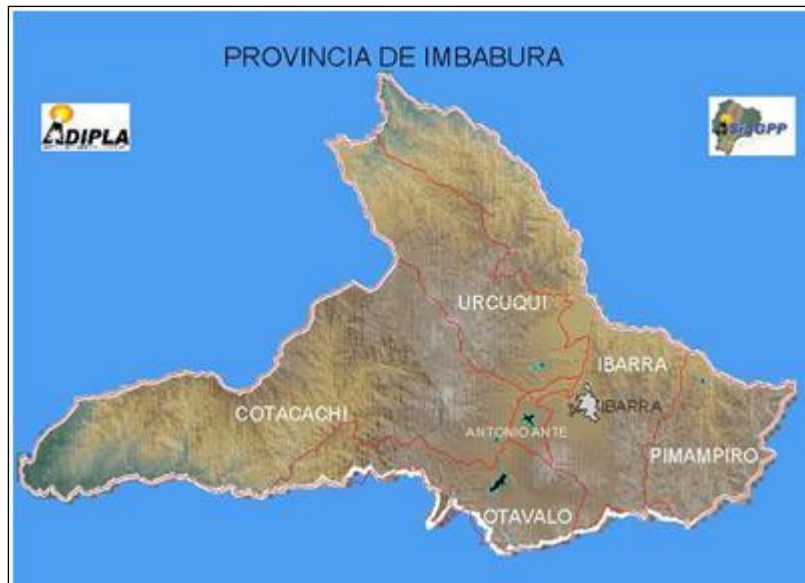 PROVINCIA DE IMBABURA
ADIPLA
URCUQUI
IBARRA
COTACACHI
IBARRA
ANTONIO ANTE
PIMAMPIRO
OTAVALO